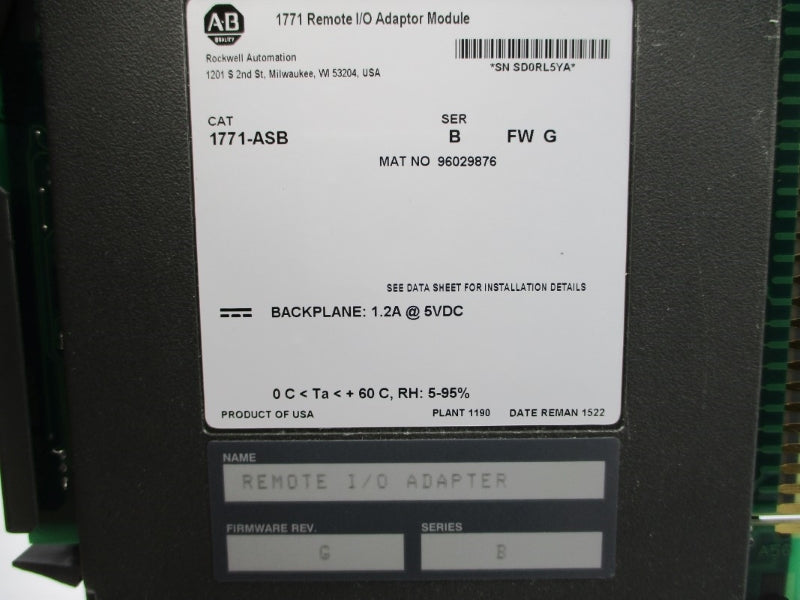 A-B
QUALITY
1771 Remote I/O Adaptor Module
Rockwell Automation
1201 S 2nd St, Milwaukee, WI 53204, USA
*SN SD0RL5YA*
CAT
SER
1771-ASB
B
FW G
MAT NO 96029876
SEE DATA SHEET FOR INSTALLATION DETAILS
BACKPLANE: 1.2A @ 5VDC
0 C < Ta < + 60 C, RH: 5-95%
PRODUCT OF USA
PLANT 1190
DATE REMAN 1522
NAME
REMOTE I/O ADAPTER
FIRMWARE REV.
SERIES
G
B
A56